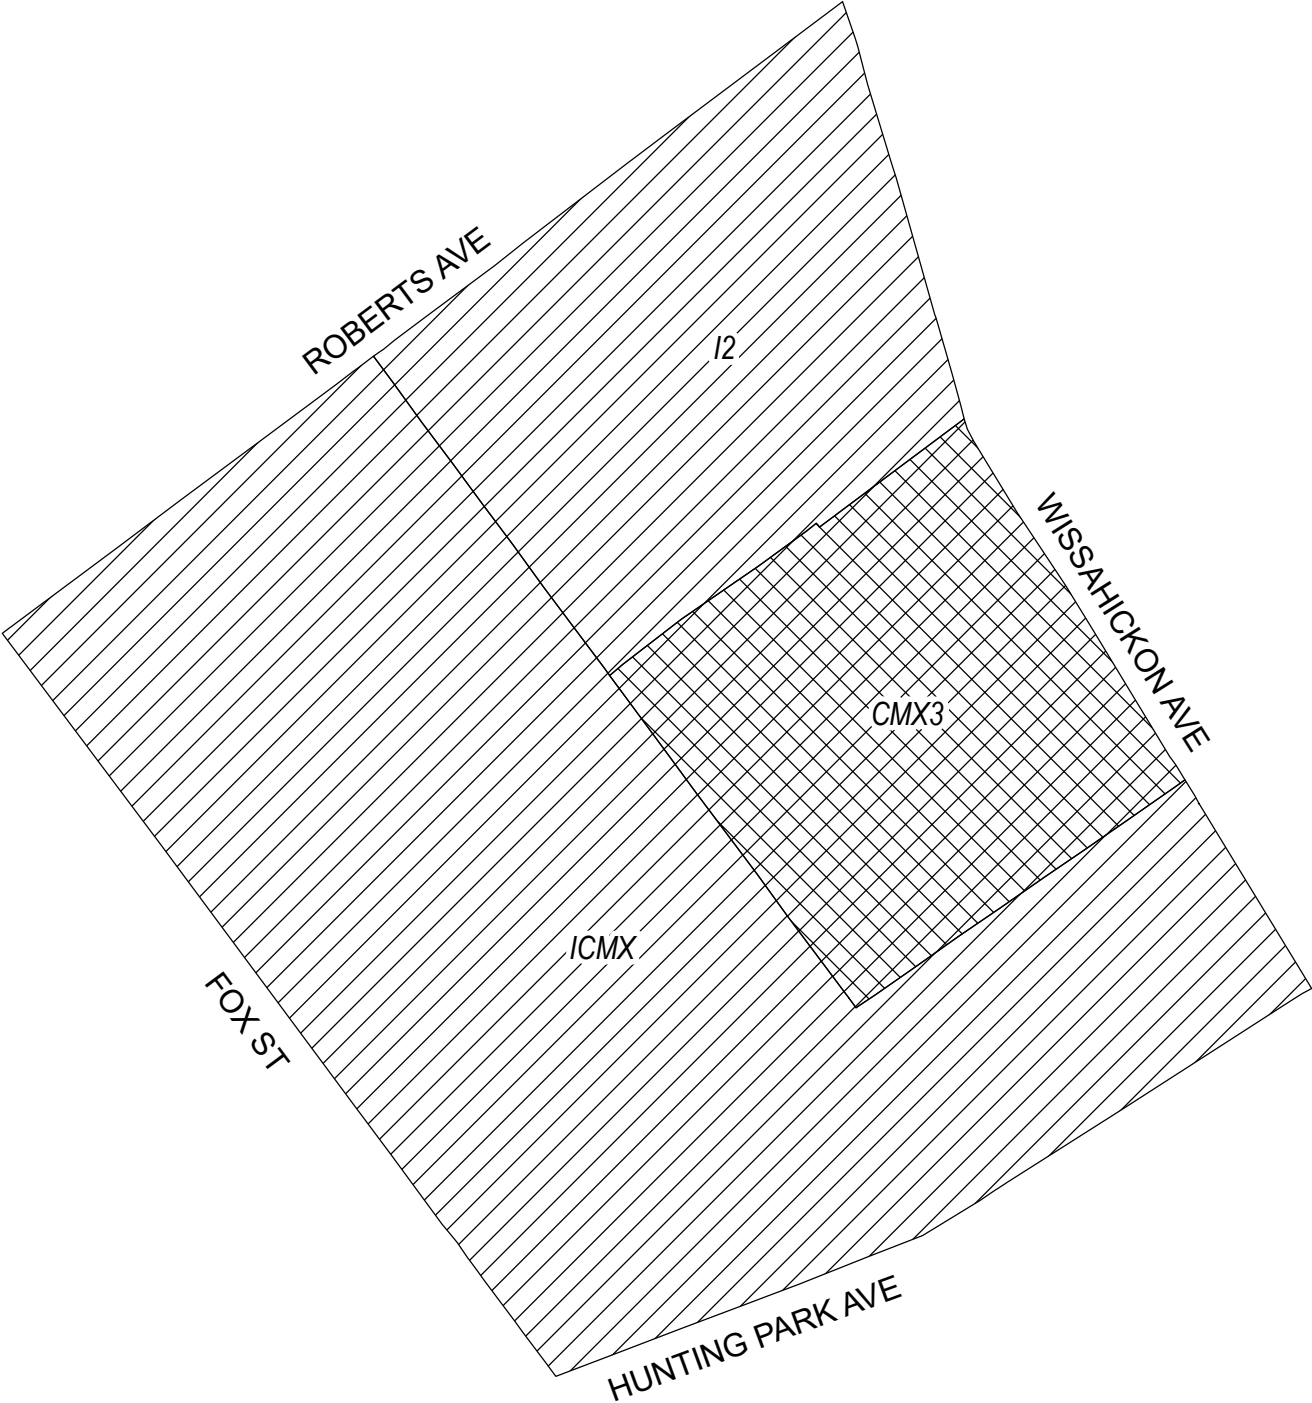 ROBERTS AVE
I2
WISSAHICKON AVE
CMX3
ICMX
FOX ST
HUNTING PARK AVE